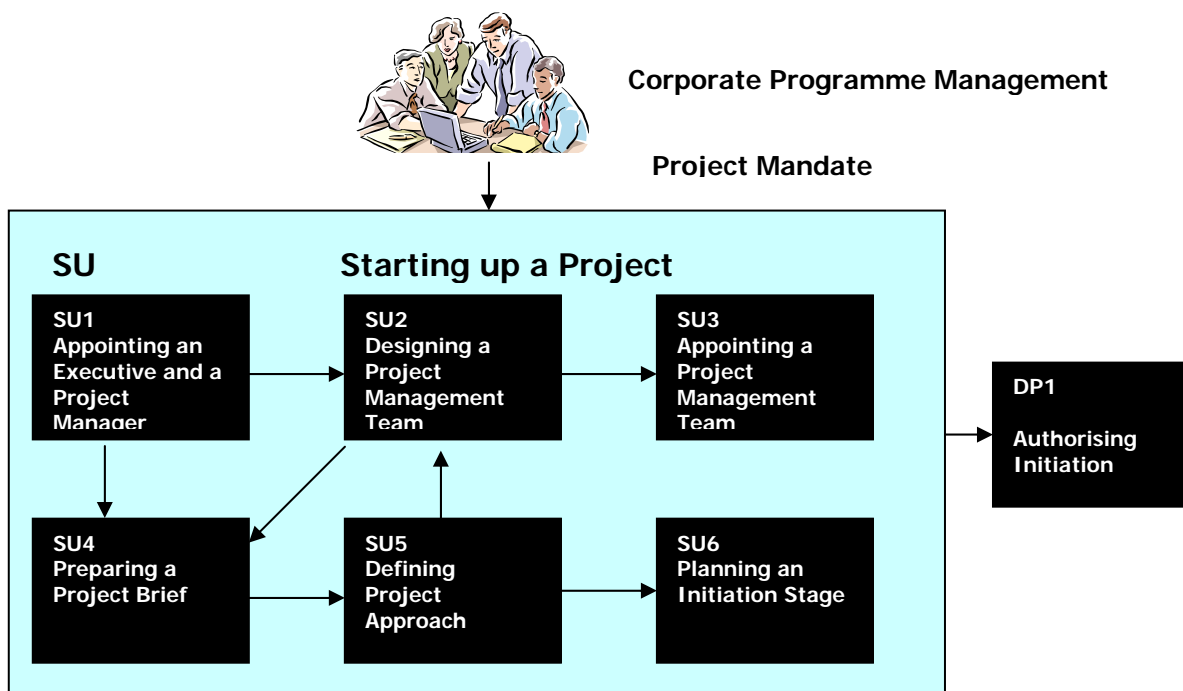 Corporate Programme Management
Project Mandate
SU
Starting up a Project
SU1
Appointing an
Executive and a
Project
Manager
SU2
Designing a
Project
Management
Team
SU3
Appointing a
Project
Management
Team
DP1
Authorising
Initiation
SU4
Preparing a
Project Brief
SU5
Defining
Project
Approach
SU6
Planning an
Initiation Stage